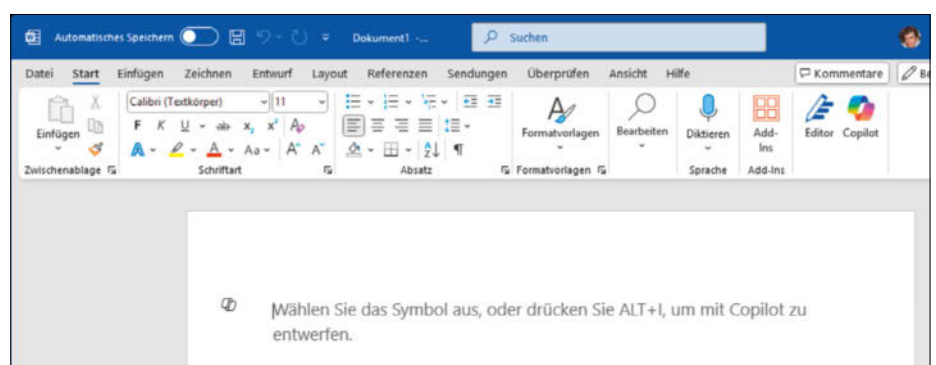 Automatisches Speichern
Dokument1 -...
Suchen
Datei Start Einfügen Zeichnen Entwurf Layout Referenzen Sendungen Überprüfen Ansicht Hilfe Kommentare
Calibri (Textkörper) 11
Einfügen F K U ab x₂ x² A Formatvorlagen Bearbeiten Diktieren Add-Ins Editor Copilot
A A Aa A A
Zwischenablage Schriftart Absatz Formatvorlagen Sprache Add-Ins
Wählen Sie das Symbol aus, oder drücken Sie ALT+I, um mit Copilot zu
entwerfen.